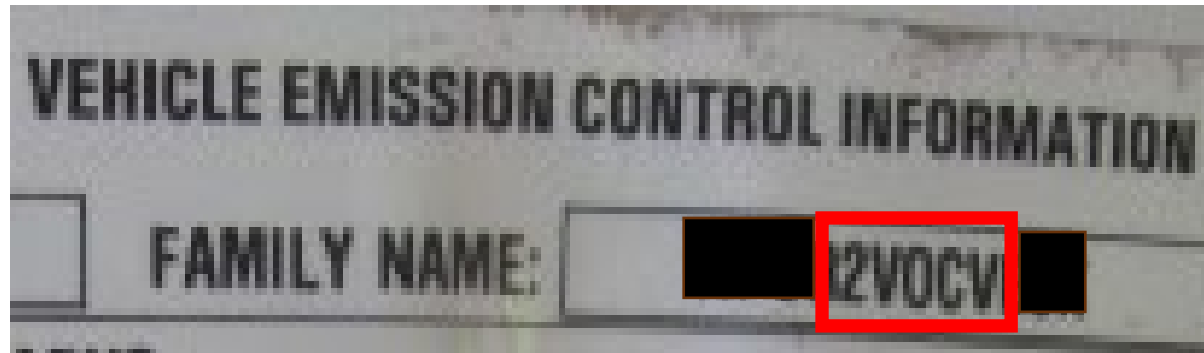 VEHICLE EMISSION CONTROL INFORMATION
FAMILY NAME: 2VOCV